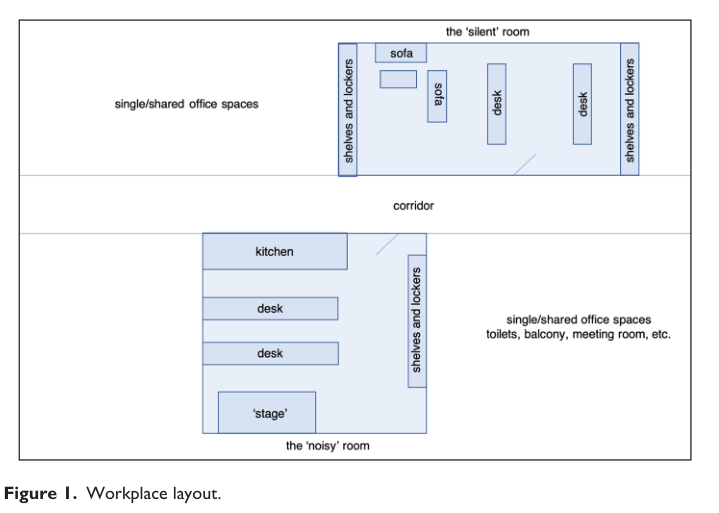 the ‘silent’ room
sofa
shelves and lockers
sofa
desk
desk
shelves and lockers
single/shared office spaces
corridor
kitchen
desk
desk
shelves and lockers
‘stage’
single/shared office spaces
toilets, balcony, meeting room, etc.
the ‘noisy’ room
Figure 1. Workplace layout.